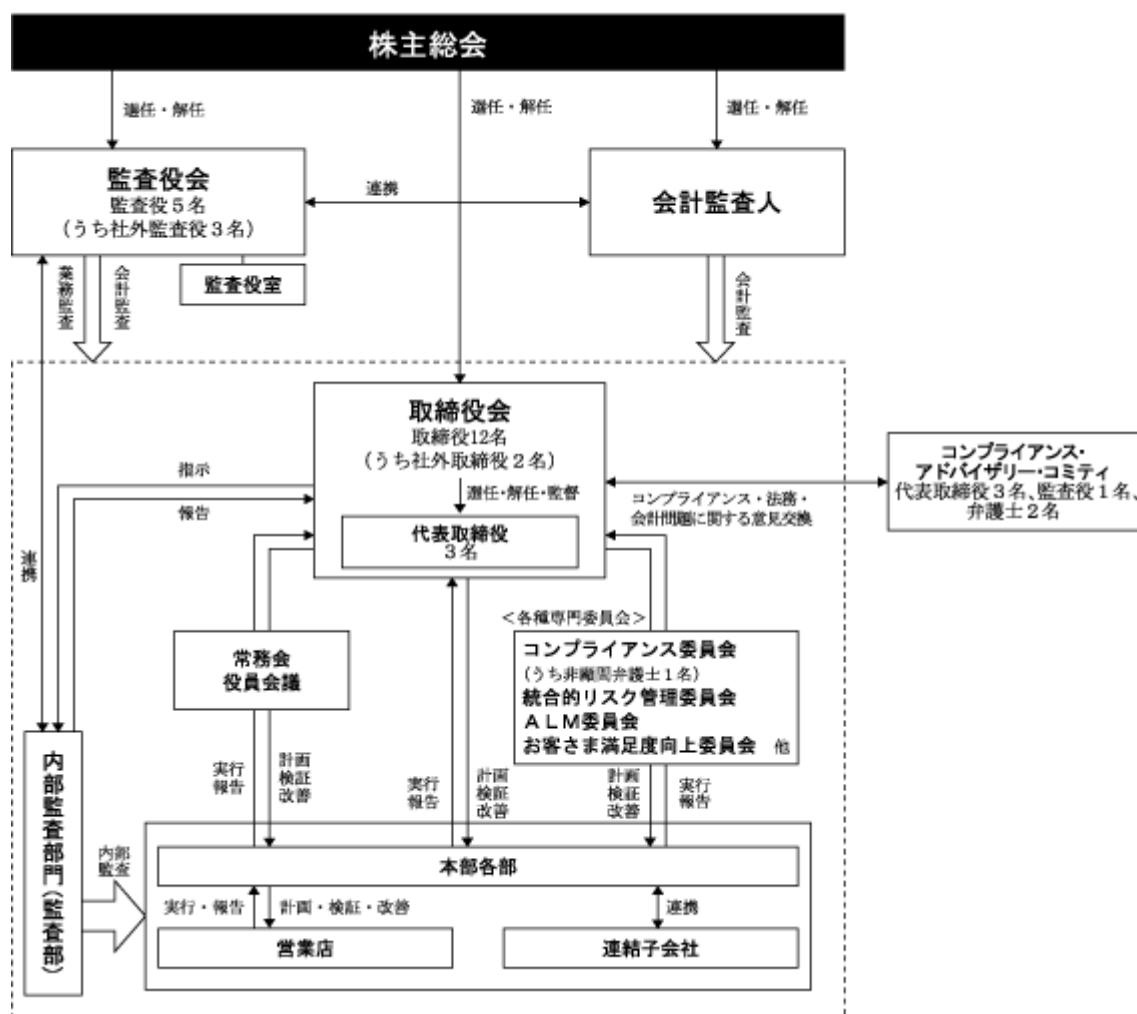 株主総会
選任・解任
選任・解任
選任・解任
監査役会
監査役5名
（うち社外監査役3名）
連携
会計監査人
監査役室
業務監査
会計監査
会計監査
取締役会
取締役12名
（うち社外取締役2名）
選任・解任・監督
代表取締役
3名
指示
報告
連携
コンプライアンス・法務・
会計問題に関する意見交換
コンプライアンス・
アドバイザリー・コミティ
代表取締役3名、監査役1名、
弁護士2名
＜各種専門委員会＞
常務会
役員会議
コンプライアンス委員会
（うち非顧問弁護士1名）
統合的リスク管理委員会
ＡＬＭ委員会
お客さま満足度向上委員会　他
実行
報告
計画
検証
改善
実行
報告
計画
検証
改善
計画
検証
改善
実行
報告
内部監査部門（監査部）
内部
監査
本部各部
実行・報告
計画・検証・改善
連携
営業店
連結子会社